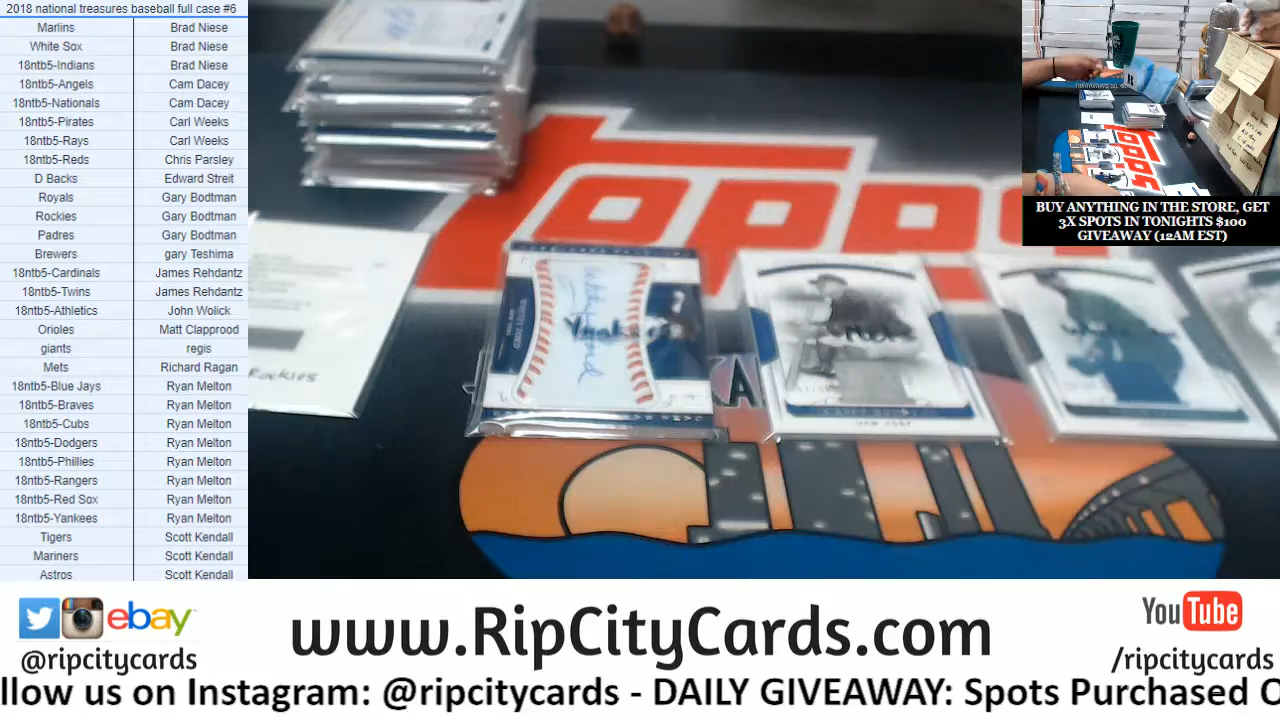 2018 national treasures baseball full case #6
Marlins Brad Niese
White Sox Brad Niese
18ntb5-Indians Brad Niese
18ntb5-Angels Cam Dacey
18ntb5-Nationals Cam Dacey
18ntb5-Pirates Carl Weeks
18ntb5-Rays Carl Weeks
18ntb5-Reds Chris Parsley
D Backs Edward Streit
Royals Gary Bodtman
Rockies Gary Bodtman
Padres Gary Bodtman
Brewers gary Teshima
18ntb5-Cardinals James Rehdantz
18ntb5-Twins James Rehdantz
18ntb5-Athletics John Wolick
Orioles Matt Clapprood
giants regis
Mets Richard Ragan
18ntb5-Blue Jays Ryan Melton
18ntb5-Braves Ryan Melton
18ntb5-Cubs Ryan Melton
18ntb5-Dodgers Ryan Melton
18ntb5-Phillies Ryan Melton
18ntb5-Rangers Ryan Melton
18ntb5-Red Sox Ryan Melton
18ntb5-Yankees Ryan Melton
Tigers Scott Kendall
Mariners Scott Kendall
Astros Scott Kendall
topps
Rockies
Yankees
Mets
NEW YORK
A
BUY ANYTHING IN THE STORE, GET
3X SPOTS IN TONIGHTS $100
GIVEAWAY (12AM EST)
ebay
@ripcitycards
www.RipCityCards.com
YouTube
/ripcitycards
llow us on Instagram: @ripcitycards - DAILY GIVEAWAY: Spots Purchased O